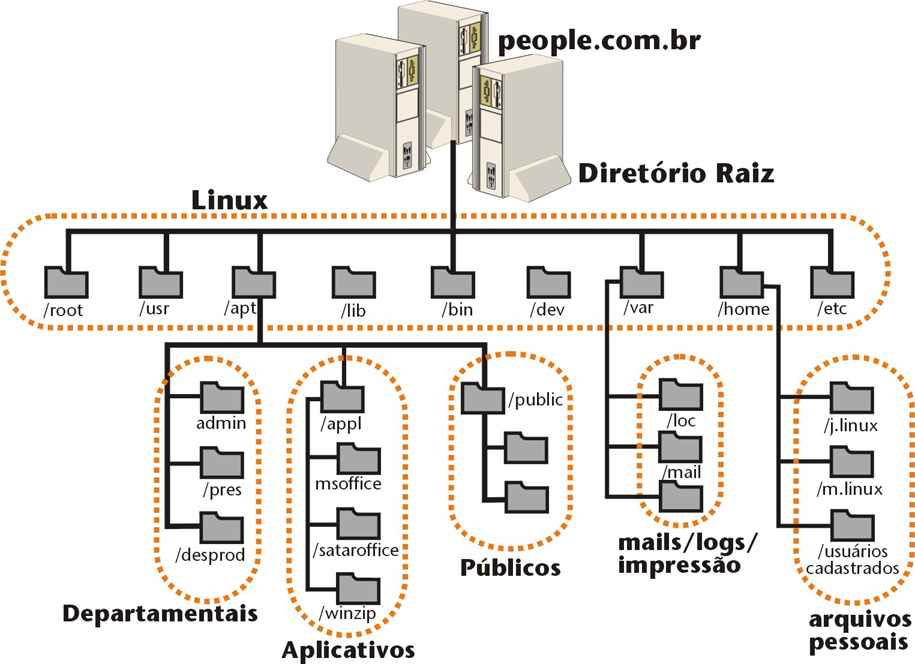 people.com.br
Diretório Raiz
Linux
/root
/usr
/apt
/lib
/bin
/dev
/var
/home
/etc
admin
/pres
/desprod
Departamentais
/appl
msoffice
/sataroffice
/winzip
Aplicativos
/public
Públicos
/loc
/mail
mails/logs/
impressão
/j.linux
/m.linux
/usuários
cadastrados
arquivos
pessoais